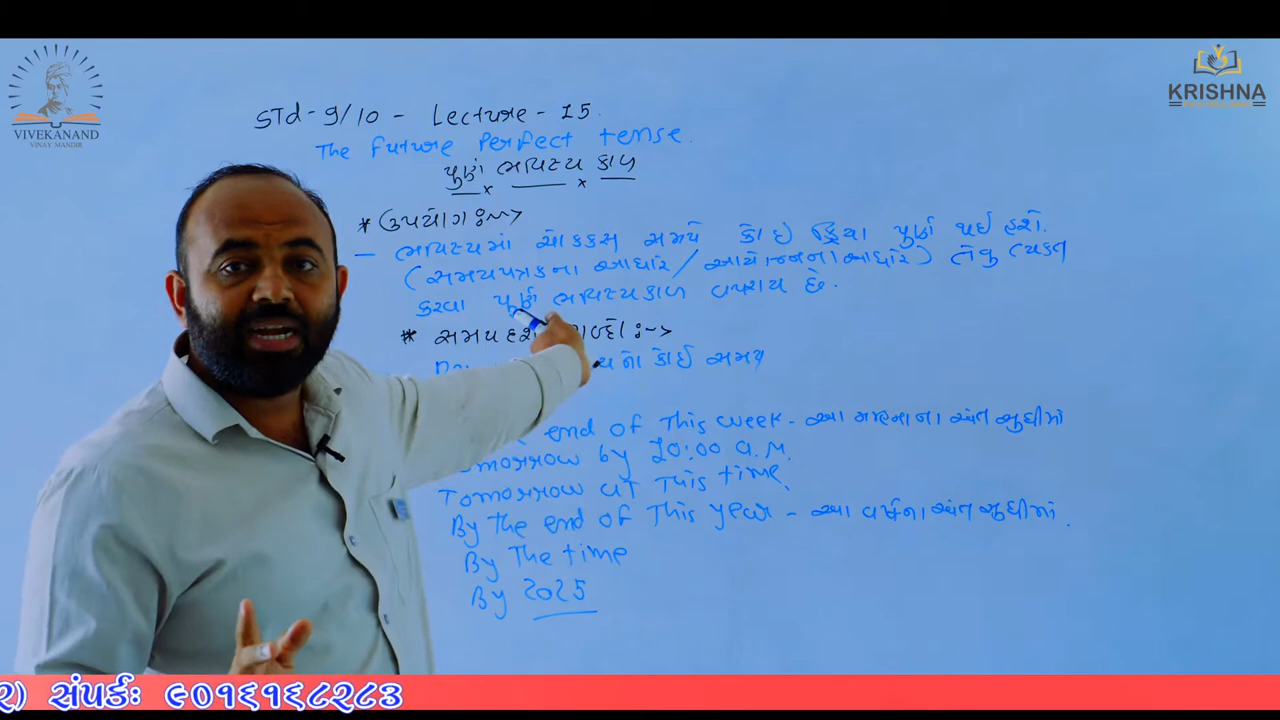 VIVEKANAND
VINAY MANDIR
KRISHNA
STd-9/10 - Lecture - 15.
The Future Perfect tense.
પૂર્ણ ભવિષ્ય કાળ
* ઉપયોગ :~>
- ભવિષ્યમાં ચોક્કસ સમયે કોઈ ક્રિયા પૂર્ણ થઈ હશે.
(સમયપત્રકના આધારે / આયોજનના આધારે) તેવુ વ્યક્ત
કરવા પૂર્ણ ભવિષ્યકાળ વપરાય છે.
* સમય :~>
કોઈ સમય
end of This week - આ અંત સુધીમાં
Tomorrow by 10:00 a.m.
Tomorrow at This time.
By The end of This year - આ વર્ષના અંત સુધીમાં.
By The time
By 2025
ર) સંપર્કઃ ૯૦૧૬૧૬૮૨૮૩